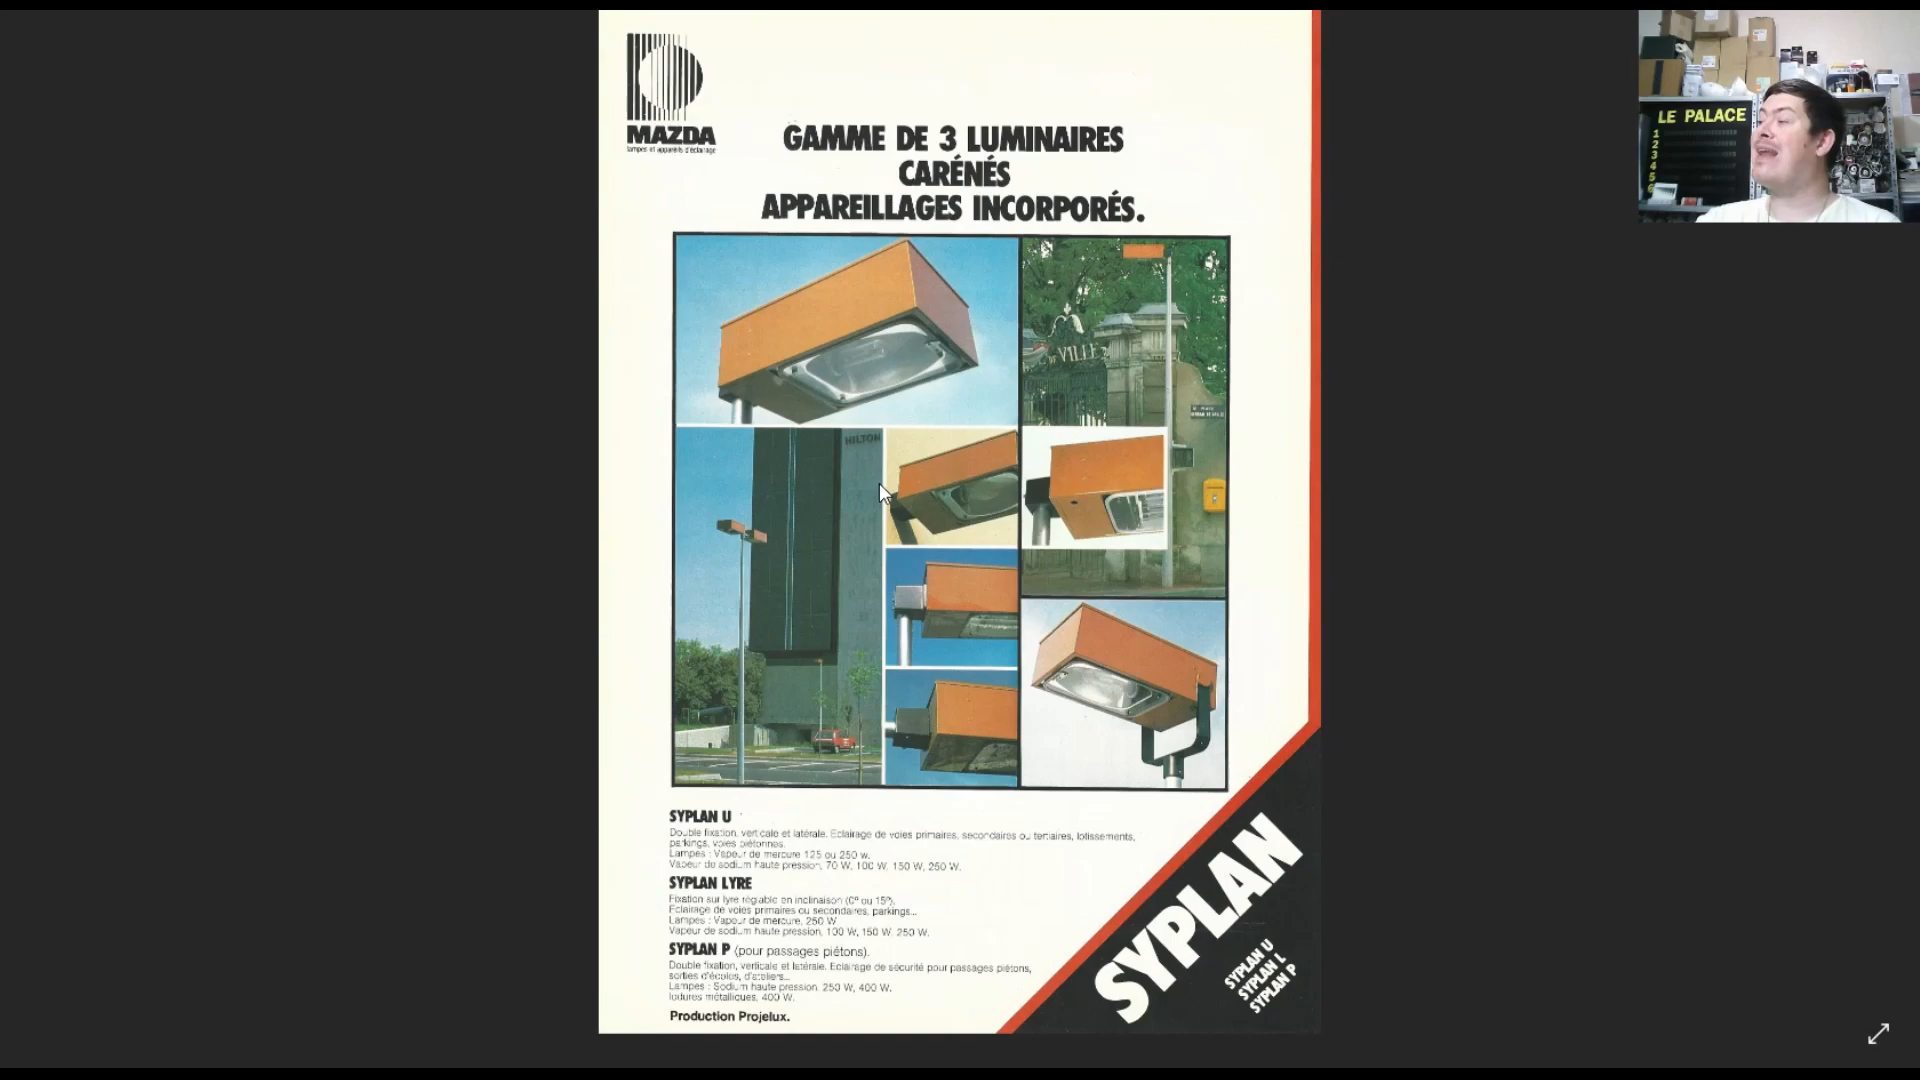 MAZDA
lampes et appareils d'éclairage
GAMME DE 3 LUMINAIRES
CARÉNÉS
APPAREILLAGES INCORPORÉS.
LE PALACE
1
2
3
4
5
6
VILLE
HILTON
SYPLAN U
Double fixation, verticale et latérale. Eclairage de voies primaires, secondaires ou tertiaires, lotissements,
parkings, voies piétonnes.
Lampes : Vapeur de mercure 125 ou 250 w.
Vapeur de sodium haute pression, 70 W, 100 W, 150 W, 250 W.
SYPLAN LYRE
Fixation sur lyre réglable en inclinaison (0° ou 15°).
Eclairage de voies primaires ou secondaires, parkings...
Lampes : Vapeur de mercure, 250 W
Vapeur de sodium haute pression, 100 W, 150 W, 250 W.
SYPLAN P (pour passages piétons).
Double fixation, verticale et latérale. Eclairage de sécurité pour passages piétons,
sorties d'écoles, d'ateliers...
Lampes : Sodium haute pression, 250 W, 400 W.
Iodures métalliques, 400 W.
Production Projelux.
SYPLAN
SYPLAN U
SYPLAN L
SYPLAN P